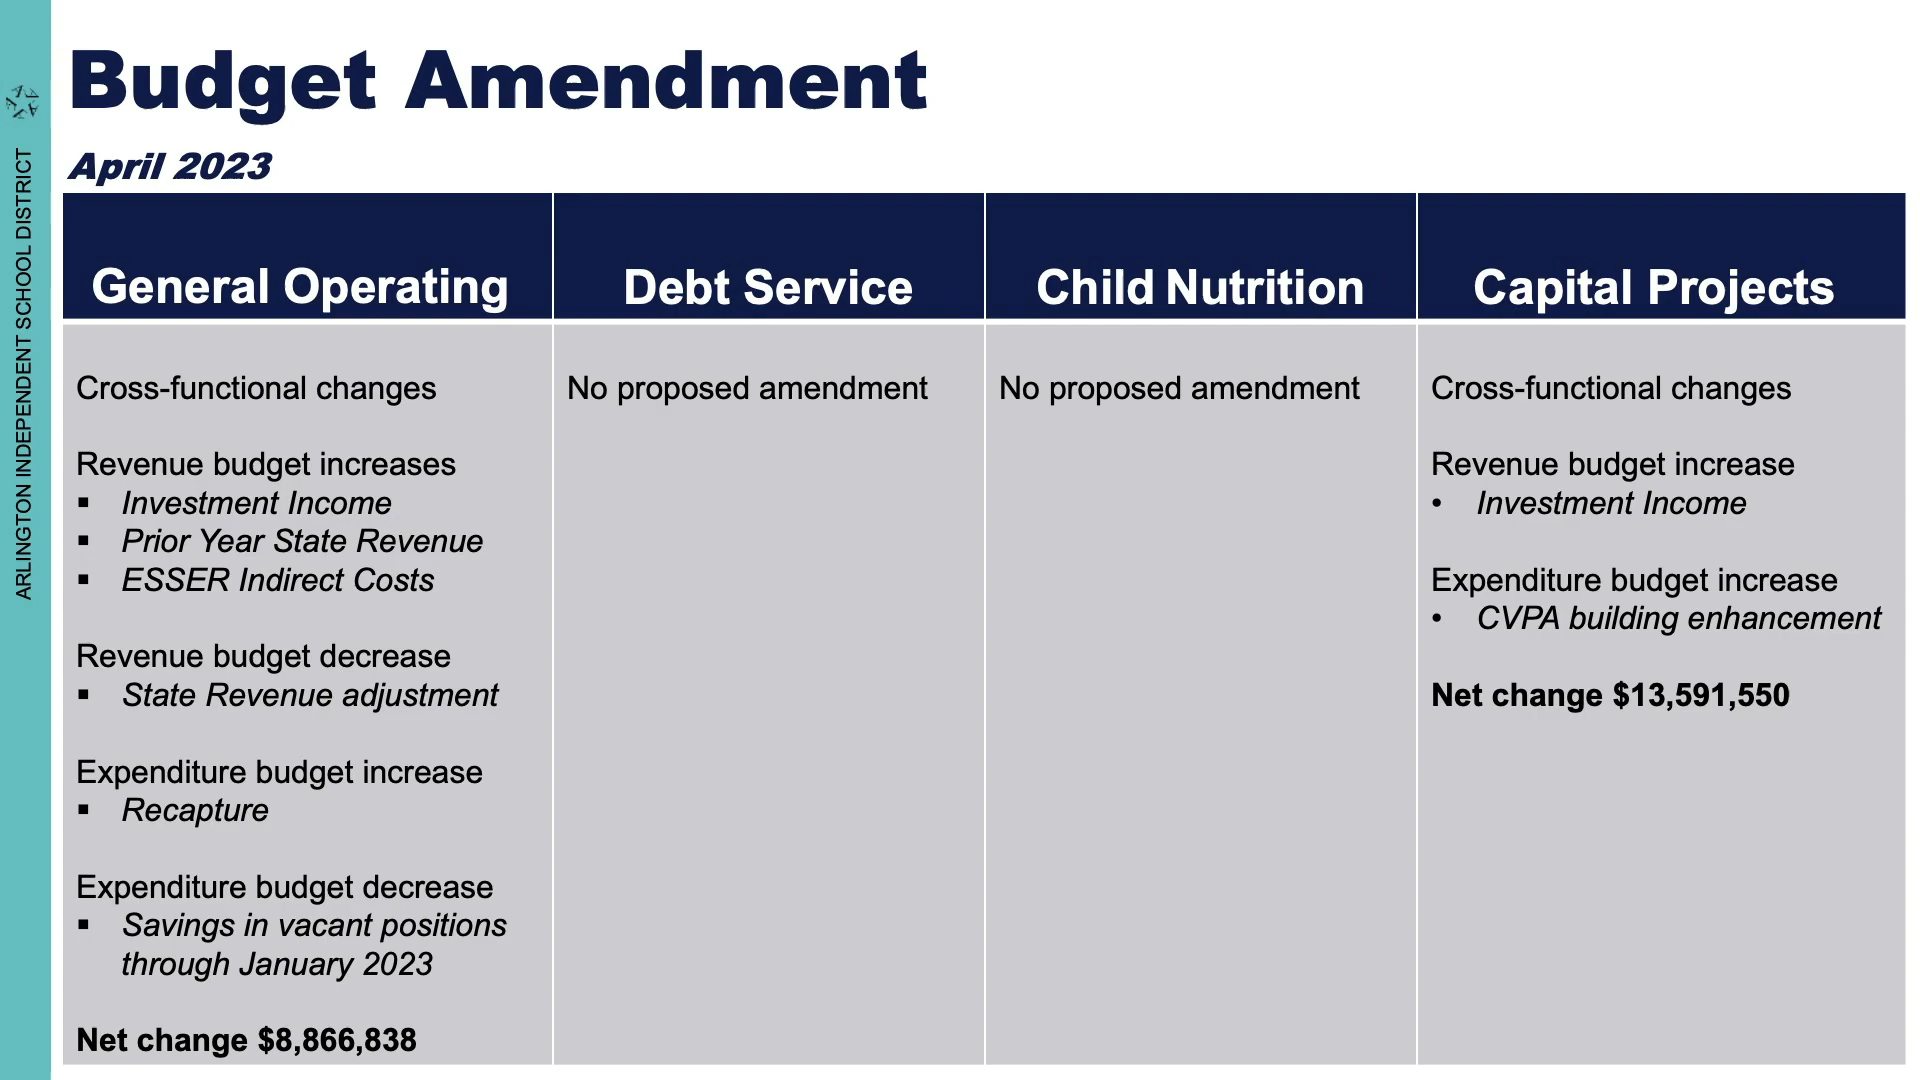 ARLINGTON INDEPENDENT SCHOOL DISTRICT
Budget Amendment
April 2023
General Operating
Cross-functional changes
Revenue budget increases
▪ Investment Income
▪ Prior Year State Revenue
▪ ESSER Indirect Costs
Revenue budget decrease
▪ State Revenue adjustment
Expenditure budget increase
▪ Recapture
Expenditure budget decrease
▪ Savings in vacant positions
through January 2023
Net change $8,866,838
Debt Service
No proposed amendment
Child Nutrition
No proposed amendment
Capital Projects
Cross-functional changes
Revenue budget increase
• Investment Income
Expenditure budget increase
• CVPA building enhancement
Net change $13,591,550